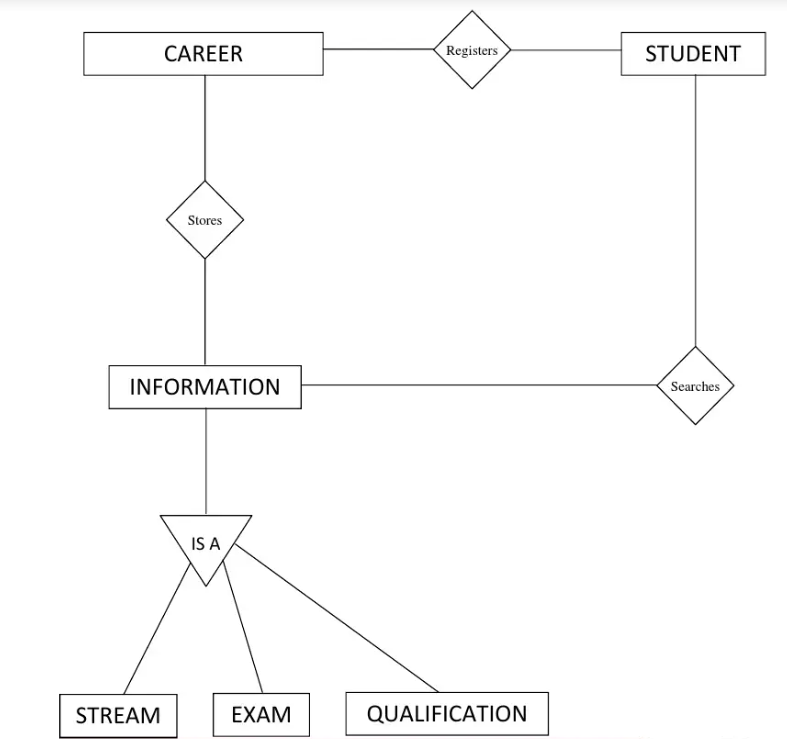 CAREER
Registers
STUDENT
Stores
INFORMATION
Searches
IS A
STREAM
EXAM
QUALIFICATION